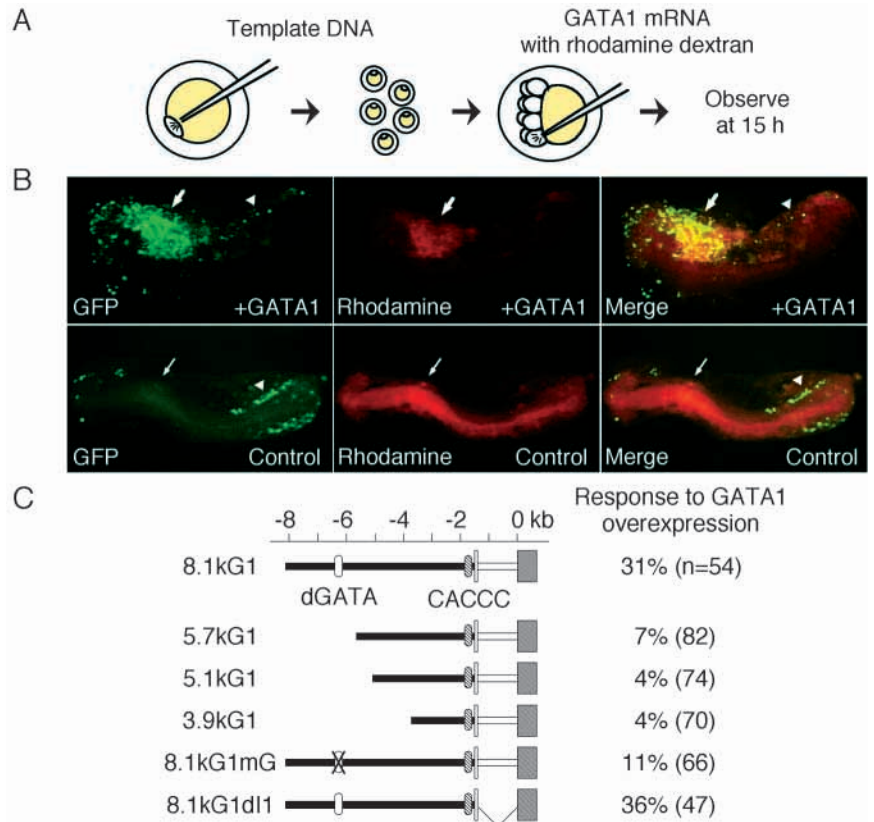 A
Template DNA
GATA1 mRNA
with rhodamine dextran
Observe
at 15 h
B
GFP +GATA1
Rhodamine +GATA1
Merge +GATA1
GFP Control
Rhodamine Control
Merge Control
C
-8 -6 -4 -2 0 kb
Response to GATA1
overexpression
8.1kG1 31% (n=54)
dGATA CACCC
5.7kG1 7% (82)
5.1kG1 4% (74)
3.9kG1 4% (70)
8.1kG1mG 11% (66)
8.1kG1dI1 36% (47)